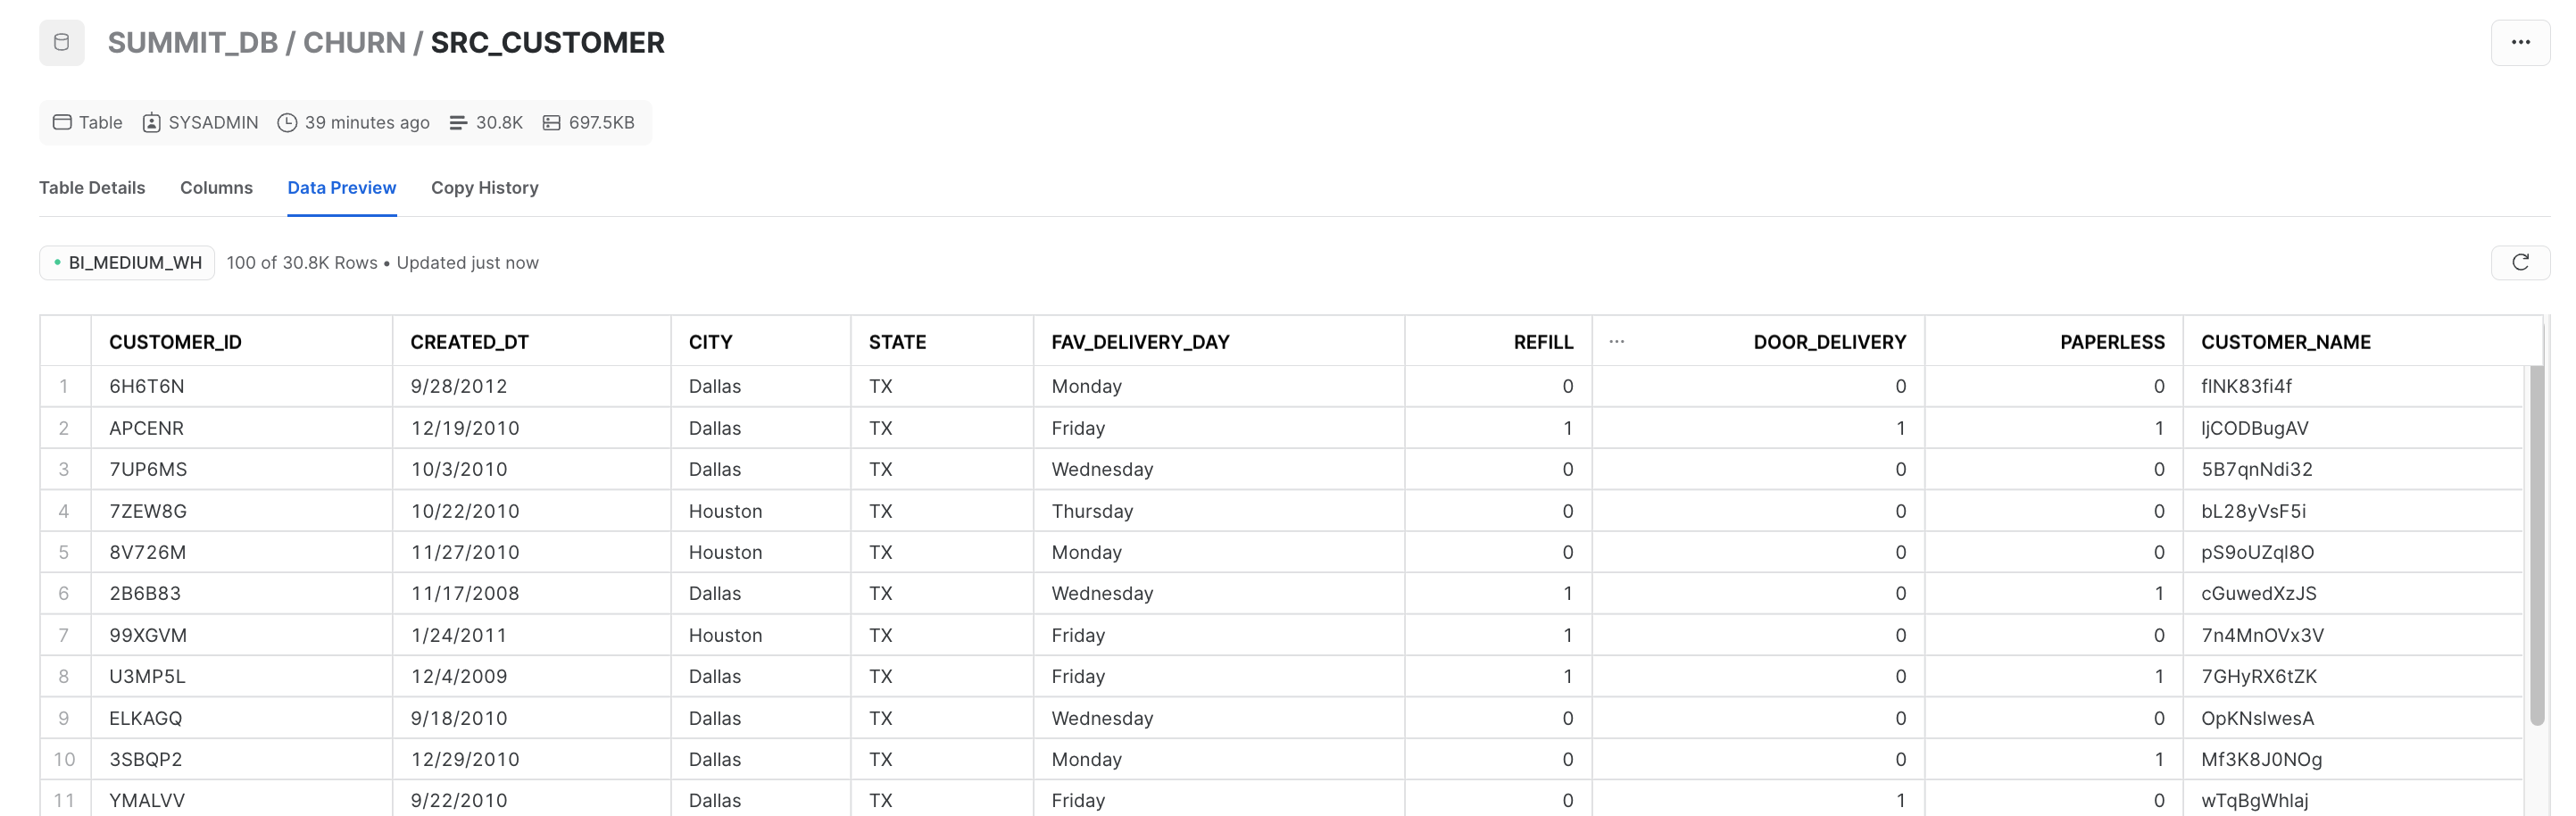 SUMMIT_DB / CHURN / SRC_CUSTOMER
Table SYSADMIN 39 minutes ago 30.8K 697.5KB
Table Details Columns Data Preview Copy History
BI_MEDIUM_WH 100 of 30.8K Rows • Updated just now
CUSTOMER_ID CREATED_DT CITY STATE FAV_DELIVERY_DAY REFILL ... DOOR_DELIVERY PAPERLESS CUSTOMER_NAME
1 6H6T6N 9/28/2012 Dallas TX Monday 0 0 0 flNK83fi4f
2 APCENR 12/19/2010 Dallas TX Friday 1 1 1 ljCODBugAV
3 7UP6MS 10/3/2010 Dallas TX Wednesday 0 0 0 5B7qnNdi32
4 7ZEW8G 10/22/2010 Houston TX Thursday 0 0 0 bL28yVsF5i
5 8V726M 11/27/2010 Houston TX Monday 0 0 0 pS9oUZql8O
6 2B6B83 11/17/2008 Dallas TX Wednesday 1 0 1 cGuwedXzJS
7 99XGVM 1/24/2011 Houston TX Friday 1 0 0 7n4MnOVx3V
8 U3MP5L 12/4/2009 Dallas TX Friday 1 0 1 7GHyRX6tZK
9 ELKAGQ 9/18/2010 Dallas TX Wednesday 0 0 0 OpKNslwesA
10 3SBQP2 12/29/2010 Dallas TX Monday 0 0 1 Mf3K8J0NOg
11 YMALVV 9/22/2010 Dallas TX Friday 0 1 0 wTqBgWhlaj